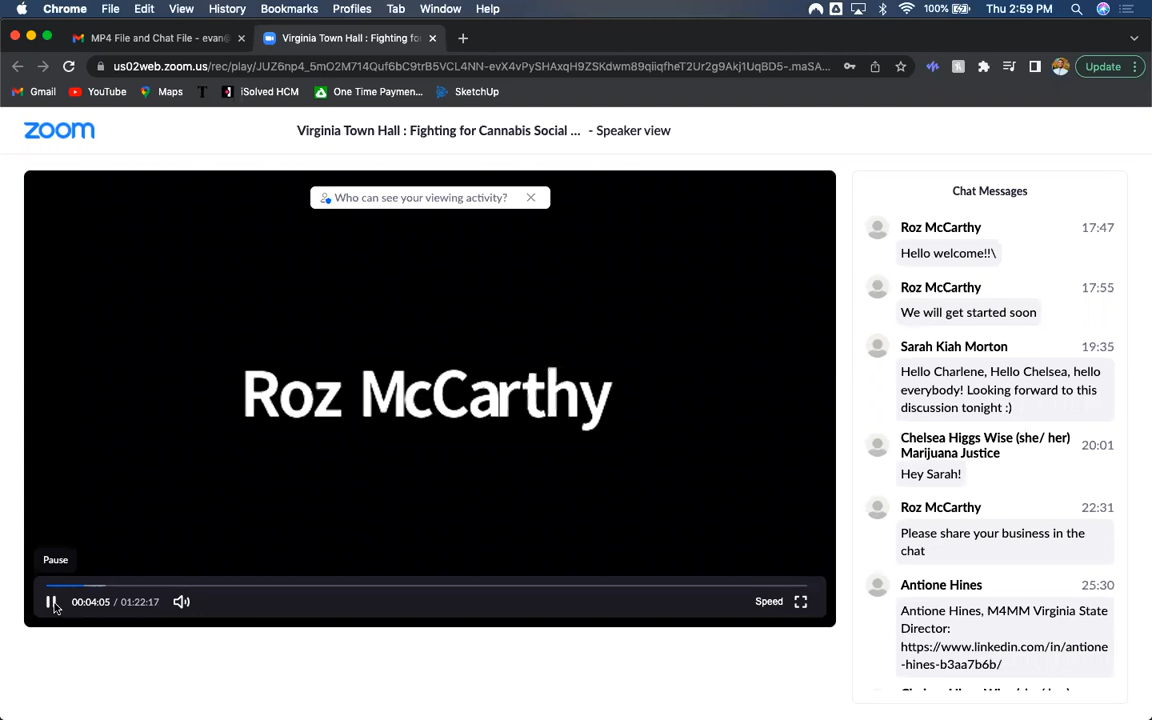 Chrome File Edit View History Bookmarks Profiles Tab Window Help 100% Thu 2:59 PM
MP4 File and Chat File - evan@ Virginia Town Hall : Fighting fo
us02web.zoom.us/rec/play/JUZ6np4_5mO2M714Quf6bC9trB5VCL4NN-evX4vPySHAxqH9ZSKdwm89qiiqfheT2Ur2g9Akj1UqBD5-.maSA... Update
Gmail YouTube Maps T iSolved HCM One Time Paymen... SketchUp
zoom Virginia Town Hall : Fighting for Cannabis Social ... - Speaker view
Who can see your viewing activity?
Roz McCarthy
Pause
00:04:05 / 01:22:17 Speed
Chat Messages
Roz McCarthy 17:47
Hello welcome!!\
Roz McCarthy 17:55
We will get started soon
Sarah Kiah Morton 19:35
Hello Charlene, Hello Chelsea, hello
everybody! Looking forward to this
discussion tonight :)
Chelsea Higgs Wise (she/ her)
Marijuana Justice 20:01
Hey Sarah!
Roz McCarthy 22:31
Please share your business in the
chat
Antione Hines 25:30
Antione Hines, M4MM Virginia State
Director:
https://www.linkedin.com/in/antione
-hines-b3aa7b6b/